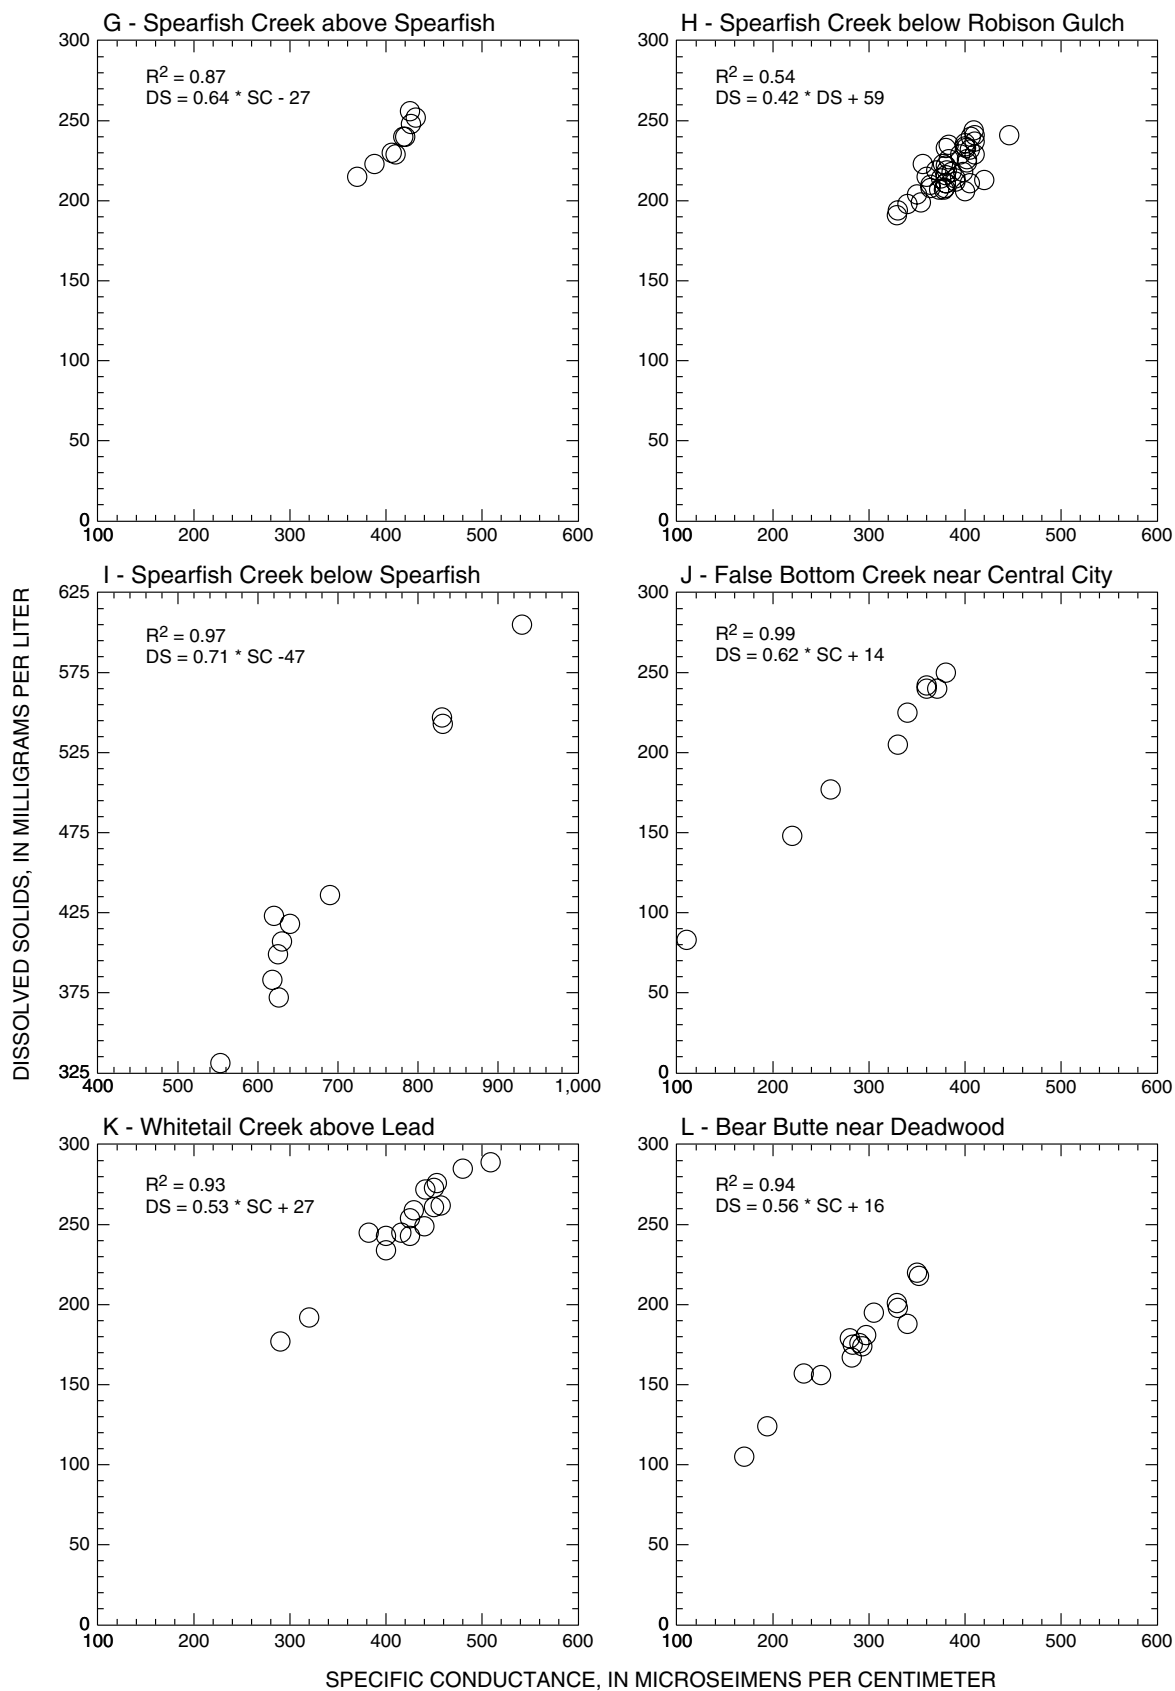 G - Spearfish Creek above Spearfish
R2 = 0.87
DS = 0.64 * SC - 27
300
250
200
150
100
50
0
100 200 300 400 500 600
H - Spearfish Creek below Robison Gulch
R2 = 0.54
DS = 0.42 * DS + 59
300
250
200
150
100
50
0
100 200 300 400 500 600
DISSOLVED SOLIDS, IN MILLIGRAMS PER LITER
I - Spearfish Creek below Spearfish
R2 = 0.97
DS = 0.71 * SC -47
625
575
525
475
425
375
325
400 500 600 700 800 900 1,000
J - False Bottom Creek near Central City
R2 = 0.99
DS = 0.62 * SC + 14
300
250
200
150
100
50
0
100 200 300 400 500 600
K - Whitetail Creek above Lead
R2 = 0.93
DS = 0.53 * SC + 27
300
250
200
150
100
50
0
100 200 300 400 500 600
L - Bear Butte near Deadwood
R2 = 0.94
DS = 0.56 * SC + 16
300
250
200
150
100
50
0
100 200 300 400 500 600
SPECIFIC CONDUCTANCE, IN MICROSEIMENS PER CENTIMETER